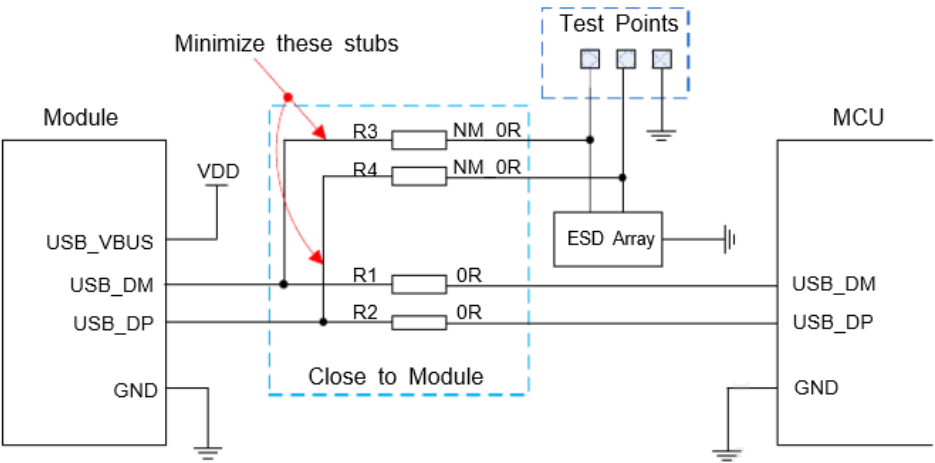 Test Points
Minimize these stubs
Module
MCU
R3 NM_0R
R4 NM_0R
VDD
USB_VBUS
ESD Array
USB_DM
R1 0R
USB_DM
USB_DP
R2 0R
USB_DP
Close to Module
GND
GND